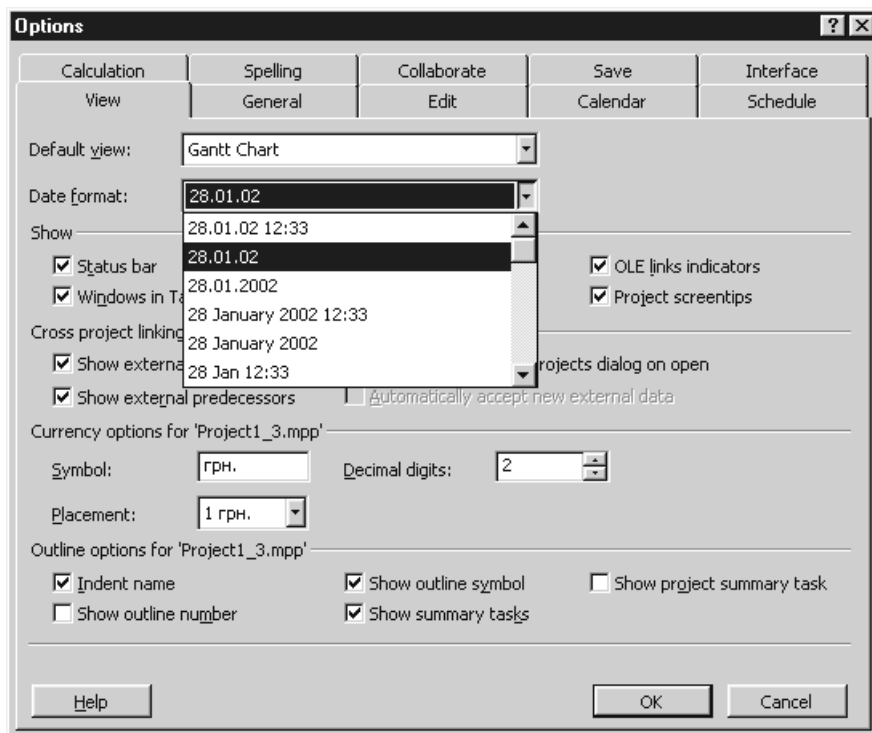 Options
Calculation Spelling Collaborate Save Interface
View General Edit Calendar Schedule
Default view: Gantt Chart
Date format: 28.01.02
28.01.02 12:33
Show
28.01.02
Status bar OLE links indicators
28.01.2002
Windows in Project screentips
28 January 2002 12:33
Cross project linking
28 January 2002
Show rojects dialog on open
28 Jan 12:33
Show external predecessors Automatically accept new external data
Currency options for 'Project1_3.mpp'
Symbol: грн. Decimal digits: 2
Placement: 1 грн.
Outline options for 'Project1_3.mpp'
Indent name Show outline symbol Show project summary task
Show outline number Show summary tasks
Help OK Cancel